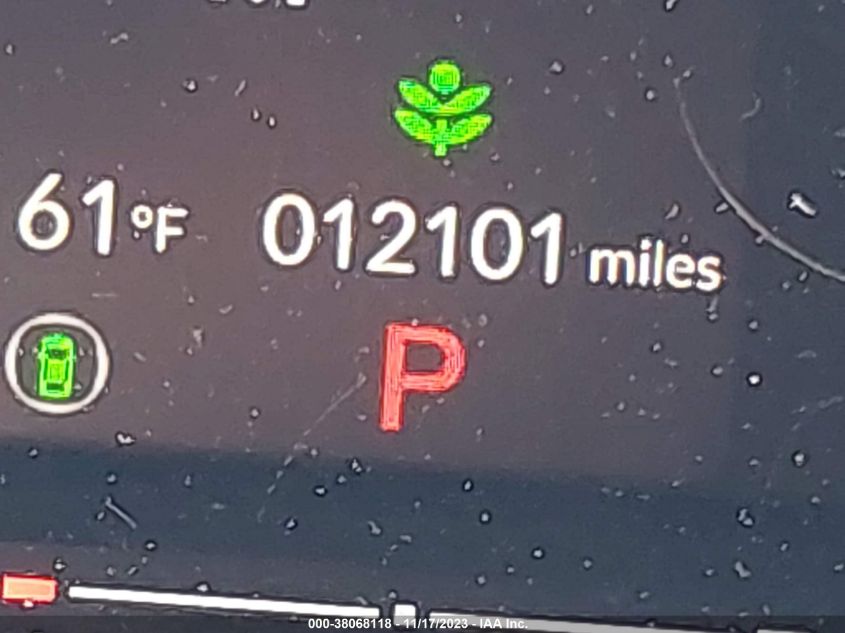 61°F 012101 miles
P
000-38068118 - 11/17/2023 - IAA Inc.